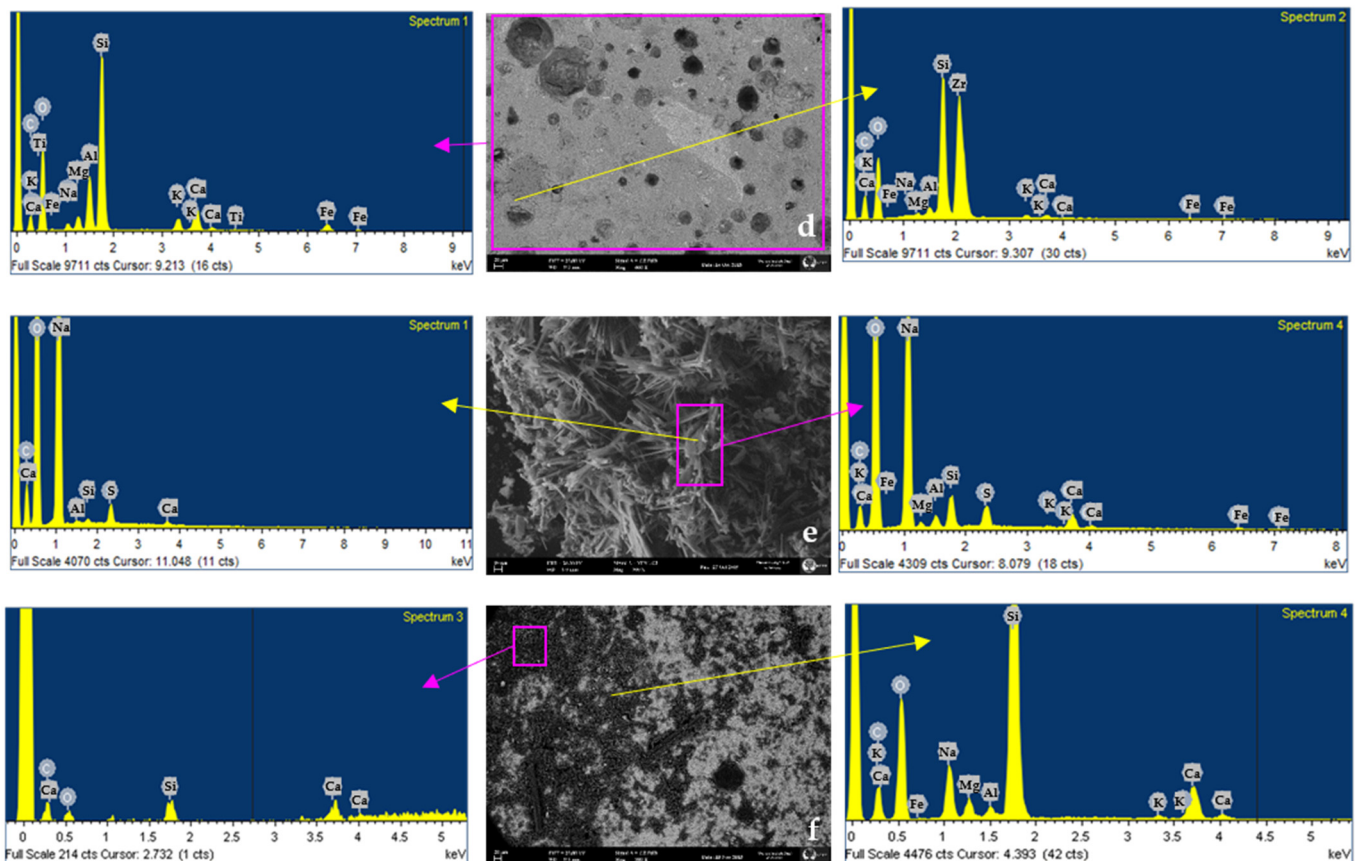 Spectrum 1
Si
O
C
Ti
Al
Mg
K
Na
Ca
Fe
K
Ca
K
Ca
Ti
Fe
Fe
0 1 2 3 4 5 6 7 8 9
Full Scale 9711 cts Cursor: 9.213 (16 cts) keV
d
Spectrum 2
Si
Zr
O
C
K
Ca
Fe
Na
Mg
Al
K
Ca
K
Ca
Fe
Fe
0 1 2 3 4 5 6 7 8 9
Full Scale 9711 cts Cursor: 9.307 (30 cts) keV
Spectrum 1
O
Na
C
Ca
Si
S
Al
Ca
0 1 2 3 4 5 6 7 8 9 10 11
Full Scale 4070 cts Cursor: 11.048 (11 cts) keV
e
Spectrum 4
O
Na
C
K
Ca
Fe
Si
Al
Mg
S
Ca
K
K
Ca
Fe
Fe
0 1 2 3 4 5 6 7 8
Full Scale 4309 cts Cursor: 8.079 (18 cts) keV
Spectrum 3
C
Ca
O
Si
Ca
Ca
0 0.5 1 1.5 2 2.5 3 3.5 4 4.5 5
Full Scale 214 cts Cursor: 2.732 (1 cts) keV
f
Spectrum 4
Si
O
C
K
Ca
Fe
Na
Mg
Al
Ca
K
K
Ca
0 0.5 1 1.5 2 2.5 3 3.5 4 4.5 5 5.5
Full Scale 4476 cts Cursor: 4.393 (42 cts) keV